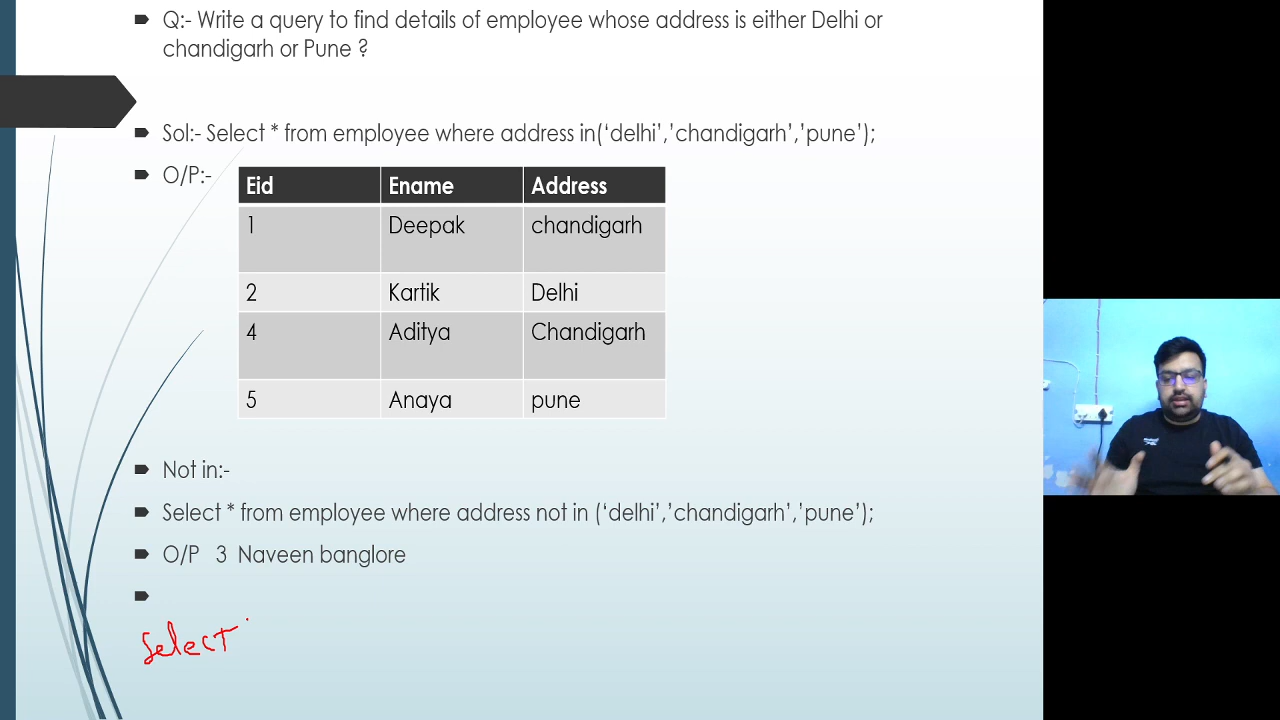 Q:- Write a query to find details of employee whose address is either Delhi or
chandigarh or Pune ?
Sol:- Select * from employee where address in(‘delhi’,’chandigarh’,’pune’);
O/P:-
Eid Ename Address
1 Deepak chandigarh
2 Kartik Delhi
4 Aditya Chandigarh
5 Anaya pune
Not in:-
Select * from employee where address not in (‘delhi’,’chandigarh’,’pune’);
O/P 3 Naveen banglore
Select